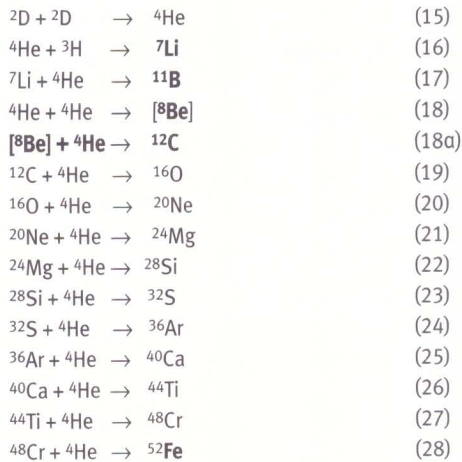 ²D + ²D → ⁴He (15)
⁴He + ³H → ⁷Li (16)
⁷Li + ⁴He → ¹¹B (17)
⁴He + ⁴He → [⁸Be] (18)
[⁸Be] + ⁴He → ¹²C (18a)
¹²C + ⁴He → ¹⁶O (19)
¹⁶O + ⁴He → ²⁰Ne (20)
²⁰Ne + ⁴He → ²⁴Mg (21)
²⁴Mg + ⁴He → ²⁸Si (22)
²⁸Si + ⁴He → ³²S (23)
³²S + ⁴He → ³⁶Ar (24)
³⁶Ar + ⁴He → ⁴⁰Ca (25)
⁴⁰Ca + ⁴He → ⁴⁴Ti (26)
⁴⁴Ti + ⁴He → ⁴⁸Cr (27)
⁴⁸Cr + ⁴He → ⁵²Fe (28)